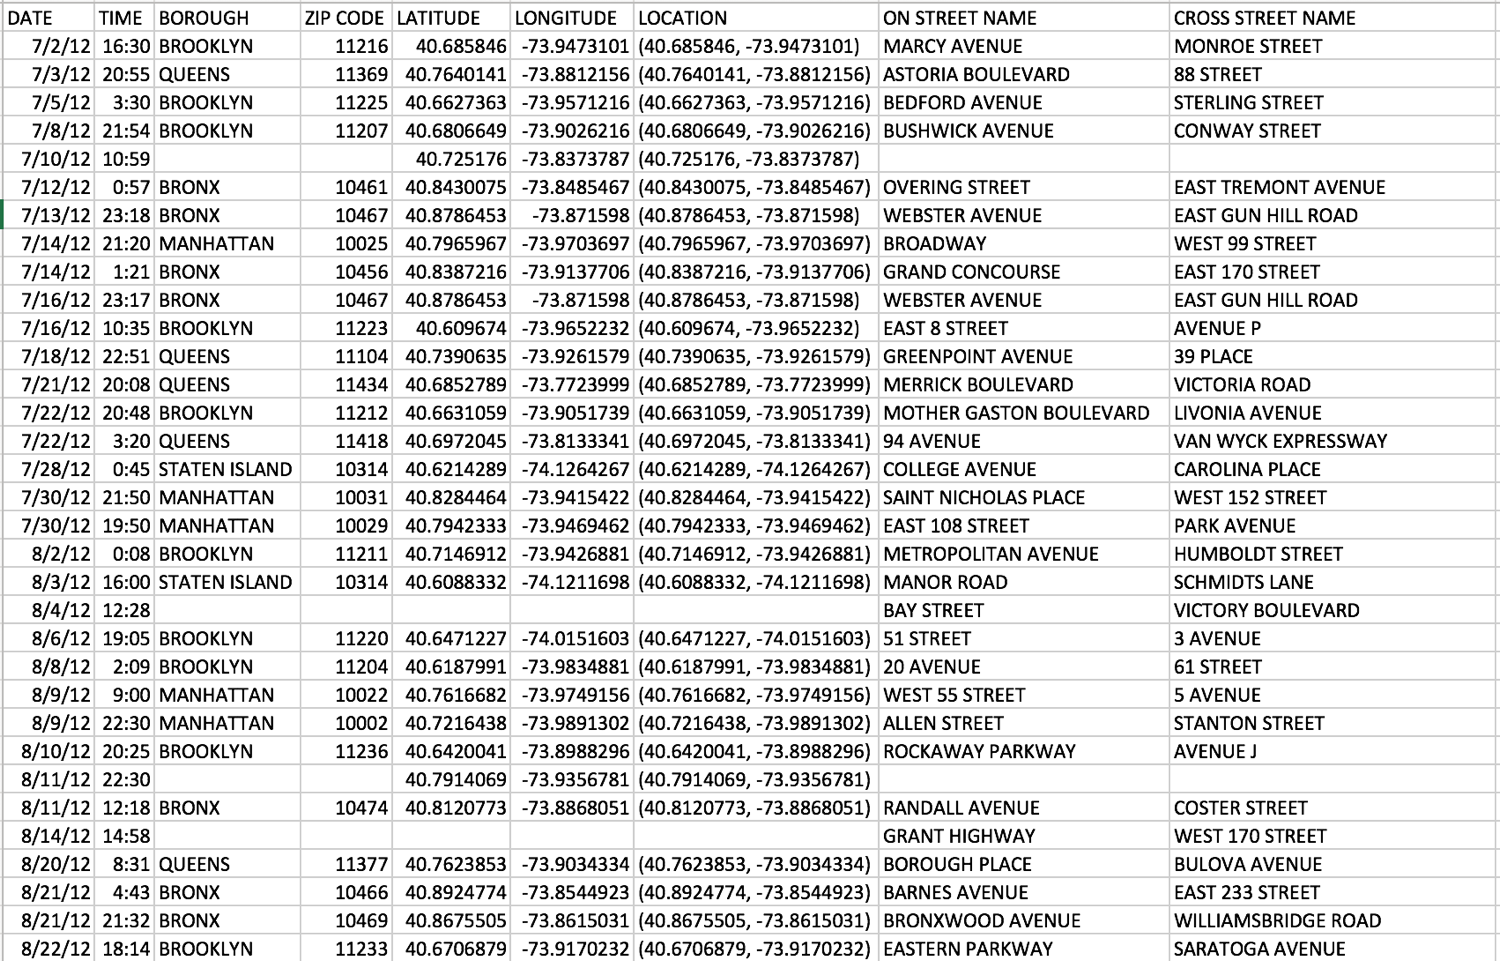 DATE TIME BOROUGH ZIP CODE LATITUDE LONGITUDE LOCATION ON STREET NAME CROSS STREET NAME
7/2/12 16:30 BROOKLYN 11216 40.685846 -73.9473101 (40.685846, -73.9473101) MARCY AVENUE MONROE STREET
7/3/12 20:55 QUEENS 11369 40.7640141 -73.8812156 (40.7640141, -73.8812156) ASTORIA BOULEVARD 88 STREET
7/5/12 3:30 BROOKLYN 11225 40.6627363 -73.9571216 (40.6627363, -73.9571216) BEDFORD AVENUE STERLING STREET
7/8/12 21:54 BROOKLYN 11207 40.6806649 -73.9026216 (40.6806649, -73.9026216) BUSHWICK AVENUE CONWAY STREET
7/10/12 10:59 40.725176 -73.8373787 (40.725176, -73.8373787)
7/12/12 0:57 BRONX 10461 40.8430075 -73.8485467 (40.8430075, -73.8485467) OVERING STREET EAST TREMONT AVENUE
7/13/12 23:18 BRONX 10467 40.8786453 -73.871598 (40.8786453, -73.871598) WEBSTER AVENUE EAST GUN HILL ROAD
7/14/12 21:20 MANHATTAN 10025 40.7965967 -73.9703697 (40.7965967, -73.9703697) BROADWAY WEST 99 STREET
7/14/12 1:21 BRONX 10456 40.8387216 -73.9137706 (40.8387216, -73.9137706) GRAND CONCOURSE EAST 170 STREET
7/16/12 23:17 BRONX 10467 40.8786453 -73.871598 (40.8786453, -73.871598) WEBSTER AVENUE EAST GUN HILL ROAD
7/16/12 10:35 BROOKLYN 11223 40.609674 -73.9652232 (40.609674, -73.9652232) EAST 8 STREET AVENUE P
7/18/12 22:51 QUEENS 11104 40.7390635 -73.9261579 (40.7390635, -73.9261579) GREENPOINT AVENUE 39 PLACE
7/21/12 20:08 QUEENS 11434 40.6852789 -73.7723999 (40.6852789, -73.7723999) MERRICK BOULEVARD VICTORIA ROAD
7/22/12 20:48 BROOKLYN 11212 40.6631059 -73.9051739 (40.6631059, -73.9051739) MOTHER GASTON BOULEVARD LIVONIA AVENUE
7/22/12 3:20 QUEENS 11418 40.6972045 -73.8133341 (40.6972045, -73.8133341) 94 AVENUE VAN WYCK EXPRESSWAY
7/28/12 0:45 STATEN ISLAND 10314 40.6214289 -74.1264267 (40.6214289, -74.1264267) COLLEGE AVENUE CAROLINA PLACE
7/30/12 21:50 MANHATTAN 10031 40.8284464 -73.9415422 (40.8284464, -73.9415422) SAINT NICHOLAS PLACE WEST 152 STREET
7/30/12 19:50 MANHATTAN 10029 40.7942333 -73.9469462 (40.7942333, -73.9469462) EAST 108 STREET PARK AVENUE
8/2/12 0:08 BROOKLYN 11211 40.7146912 -73.9426881 (40.7146912, -73.9426881) METROPOLITAN AVENUE HUMBOLDT STREET
8/3/12 16:00 STATEN ISLAND 10314 40.6088332 -74.1211698 (40.6088332, -74.1211698) MANOR ROAD SCHMIDTS LANE
8/4/12 12:28 BAY STREET VICTORY BOULEVARD
8/6/12 19:05 BROOKLYN 11220 40.6471227 -74.0151603 (40.6471227, -74.0151603) 51 STREET 3 AVENUE
8/8/12 2:09 BROOKLYN 11204 40.6187991 -73.9834881 (40.6187991, -73.9834881) 20 AVENUE 61 STREET
8/9/12 9:00 MANHATTAN 10022 40.7616682 -73.9749156 (40.7616682, -73.9749156) WEST 55 STREET 5 AVENUE
8/9/12 22:30 MANHATTAN 10002 40.7216438 -73.9891302 (40.7216438, -73.9891302) ALLEN STREET STANTON STREET
8/10/12 20:25 BROOKLYN 11236 40.6420041 -73.8988296 (40.6420041, -73.8988296) ROCKAWAY PARKWAY AVENUE J
8/11/12 22:30 40.7914069 -73.9356781 (40.7914069, -73.9356781)
8/11/12 12:18 BRONX 10474 40.8120773 -73.8868051 (40.8120773, -73.8868051) RANDALL AVENUE COSTER STREET
8/14/12 14:58 GRANT HIGHWAY WEST 170 STREET
8/20/12 8:31 QUEENS 11377 40.7623853 -73.9034334 (40.7623853, -73.9034334) BOROUGH PLACE BULOVA AVENUE
8/21/12 4:43 BRONX 10466 40.8924774 -73.8544923 (40.8924774, -73.8544923) BARNES AVENUE EAST 233 STREET
8/21/12 21:32 BRONX 10469 40.8675505 -73.8615031 (40.8675505, -73.8615031) BRONXWOOD AVENUE WILLIAMSBRIDGE ROAD
8/22/12 18:14 BROOKLYN 11233 40.6706879 -73.9170232 (40.6706879, -73.9170232) EASTERN PARKWAY SARATOGA AVENUE